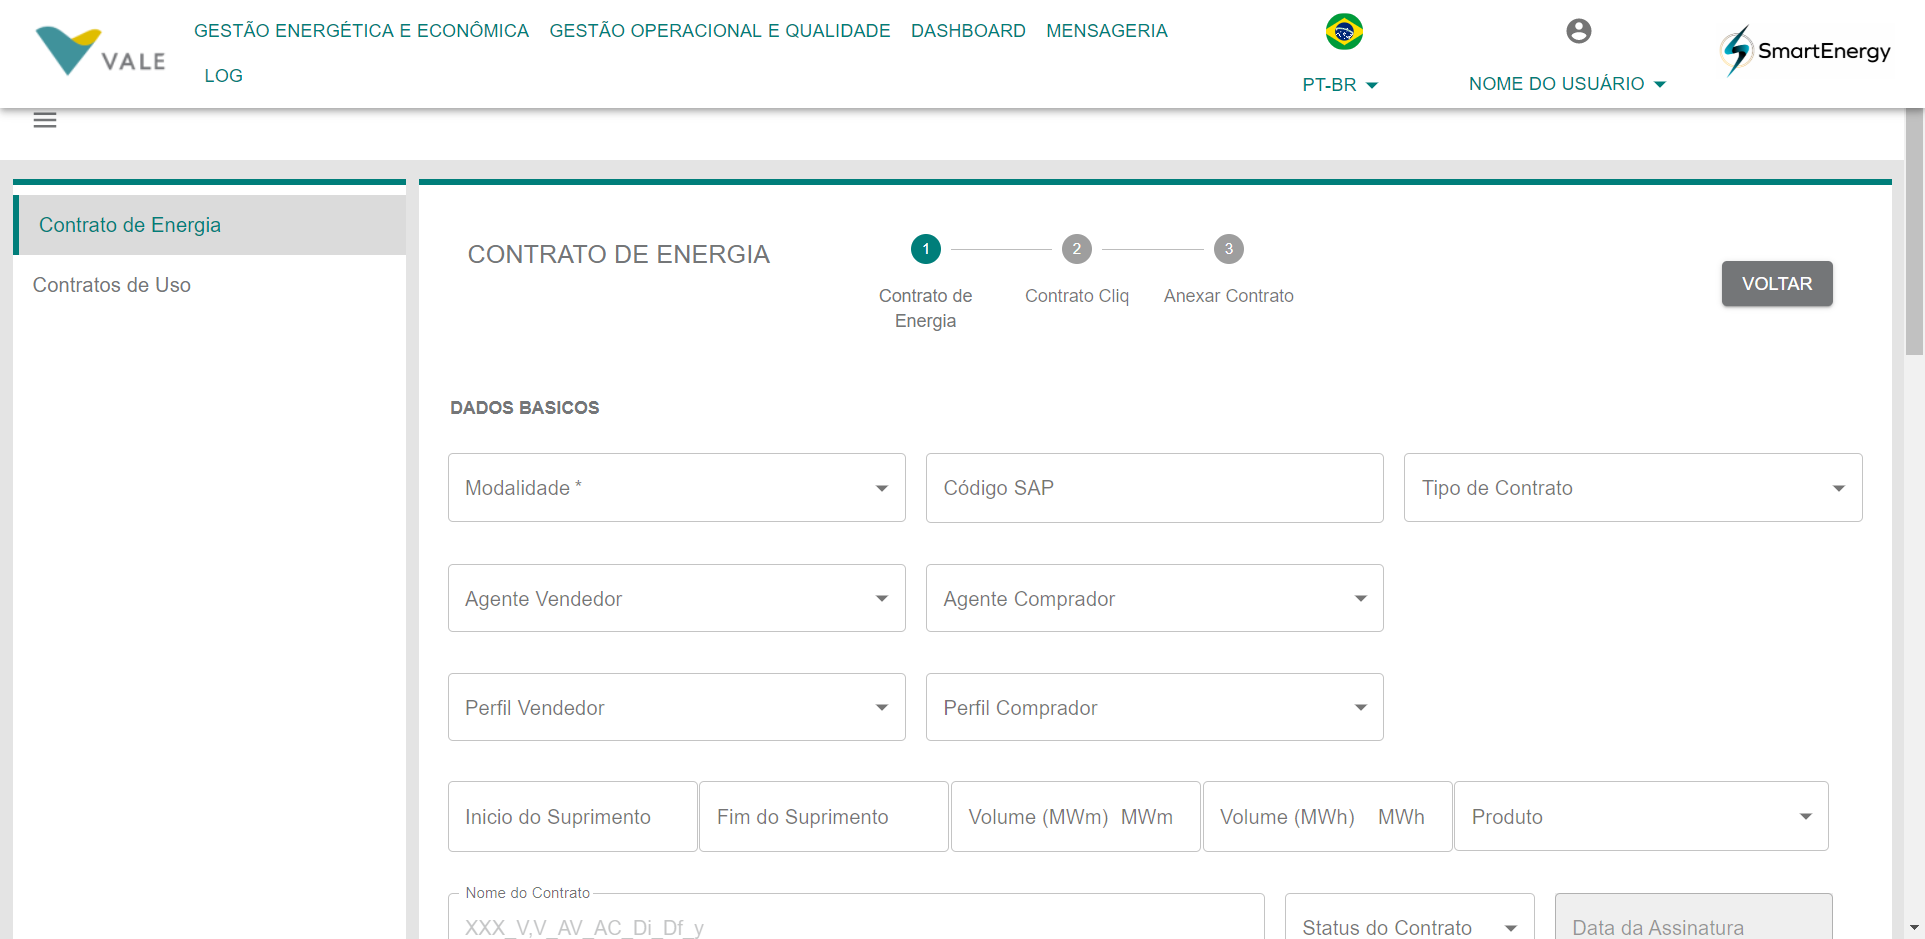 VALE
GESTÃO ENERGÉTICA E ECONÔMICA GESTÃO OPERACIONAL E QUALIDADE DASHBOARD MENSAGERIA
LOG
PT-BR
NOME DO USUÁRIO
SmartEnergy
Contrato de Energia
Contratos de Uso
CONTRATO DE ENERGIA
1
Contrato de
Energia
2
Contrato Cliq
3
Anexar Contrato
VOLTAR
DADOS BASICOS
Modalidade * Código SAP Tipo de Contrato
Agente Vendedor Agente Comprador
Perfil Vendedor Perfil Comprador
Inicio do Suprimento Fim do Suprimento Volume (MWm) MWm Volume (MWh) MWh Produto
Nome do Contrato
XXX_V,V_AV_AC_Di_Df_y Status do Contrato Data da Assinatura